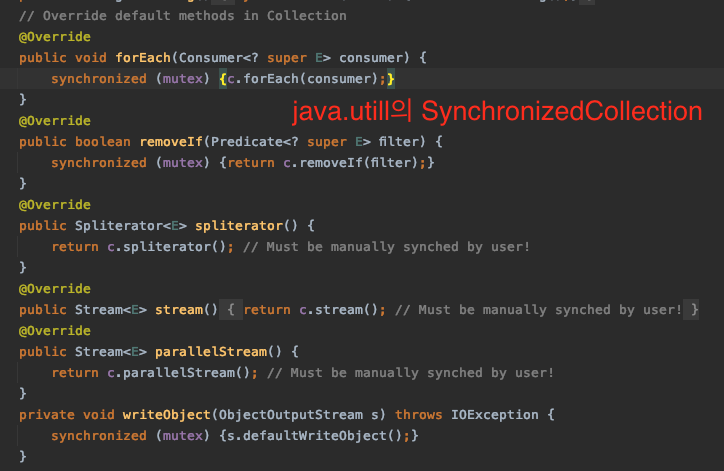 // Override default methods in Collection
@Override
public void forEach(Consumer<? super E> consumer) {
synchronized (mutex) {c.forEach(consumer);}
}
java.utill의 SynchronizedCollection
@Override
public boolean removeIf(Predicate<? super E> filter) {
synchronized (mutex) {return c.removeIf(filter);}
}
@Override
public Spliterator<E> spliterator() {
return c.spliterator(); // Must be manually synched by user!
}
@Override
public Stream<E> stream() { return c.stream(); // Must be manually synched by user! }
@Override
public Stream<E> parallelStream() {
return c.parallelStream(); // Must be manually synched by user!
}
private void writeObject(ObjectOutputStream s) throws IOException {
synchronized (mutex) {s.defaultWriteObject();}
}